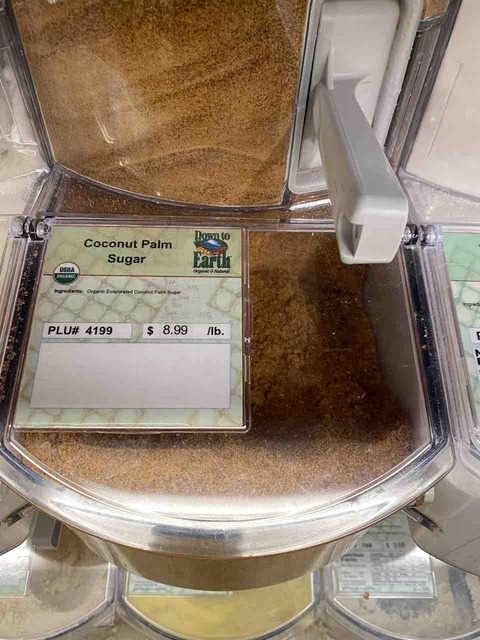 Coconut Palm
Sugar
Down to
Earth
Organic & Natural
USDA
ORGANIC
Ingredients: Organic Evaporated Coconut Palm Sugar
PLU# 4199
$ 8.99 /lb.